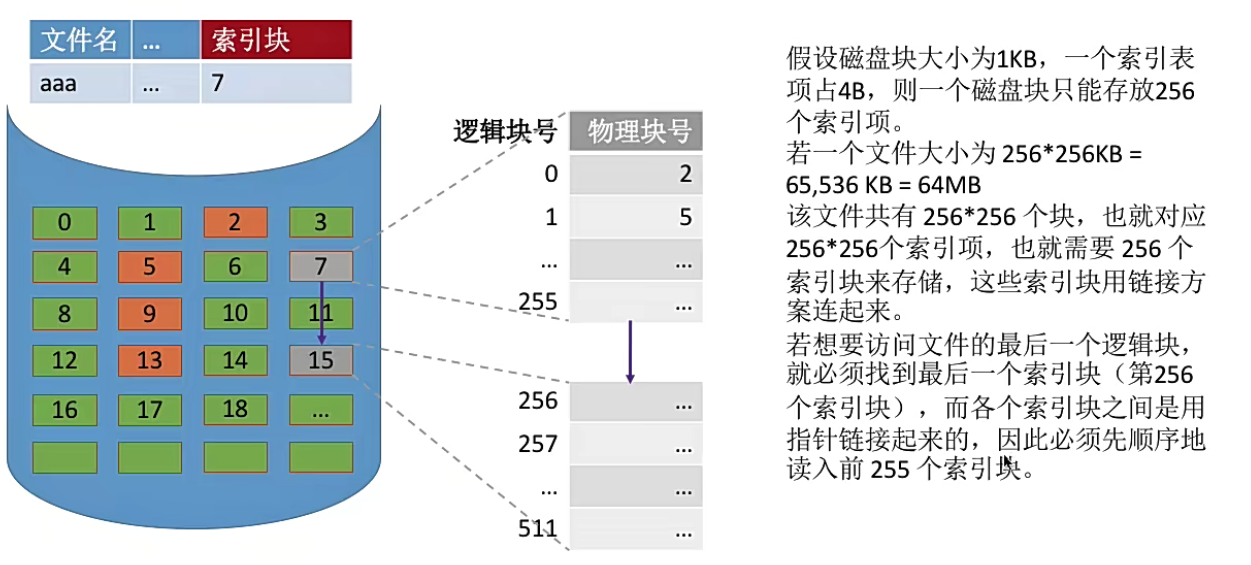 文件名 ... 索引块
aaa ... 7
0 1 2 3
4 5 6 7
8 9 10 11
12 13 14 15
16 17 18 ...
逻辑块号 物理块号
0 2
1 5
... ...
255 ...
256 ...
257 ...
... ...
511 ...
假设磁盘块大小为1KB，一个索引表
项占4B，则一个磁盘块只能存放256
个索引项。
若一个文件大小为 256*256KB =
65,536 KB = 64MB
该文件共有 256*256 个块，也就对应
256*256个索引项，也就需要 256 个
索引块来存储，这些索引块用链接方
案连起来。
若想要访问文件的最后一个逻辑块，
就必须找到最后一个索引块（第256
个索引块），而各个索引块之间是用
指针链接起来的，因此必须先顺序地
读入前 255 个索引块。